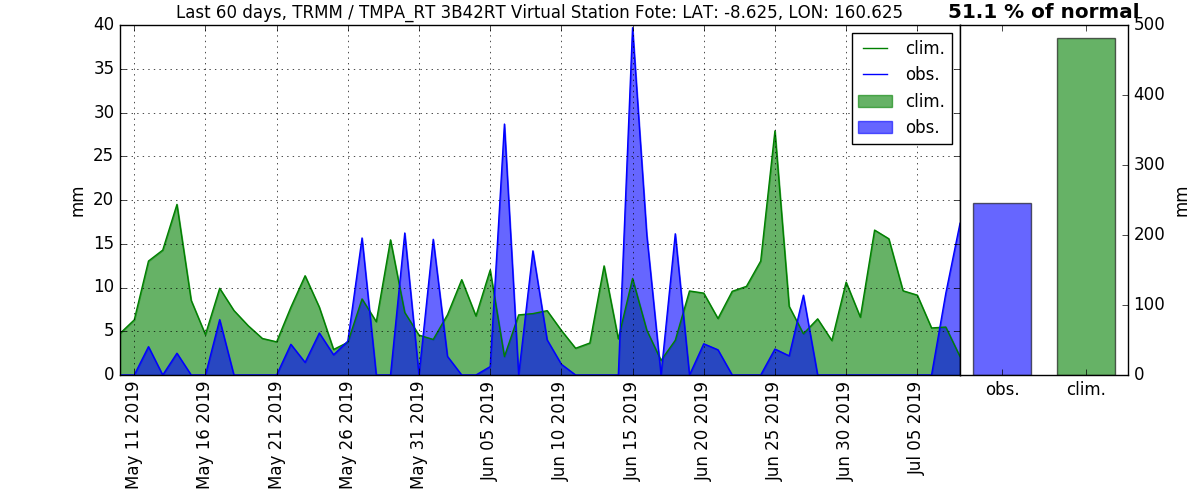 Last 60 days, TRMM / TMPA_RT 3B42RT Virtual Station Fote: LAT: -8.625, LON: 160.625
51.1 % of normal
40
35
30
25
20
15
10
5
0
mm
clim.
obs.
clim.
obs.
500
400
300
200
100
0
mm
May 11 2019
May 16 2019
May 21 2019
May 26 2019
May 31 2019
Jun 05 2019
Jun 10 2019
Jun 15 2019
Jun 20 2019
Jun 25 2019
Jun 30 2019
Jul 05 2019
obs.
clim.